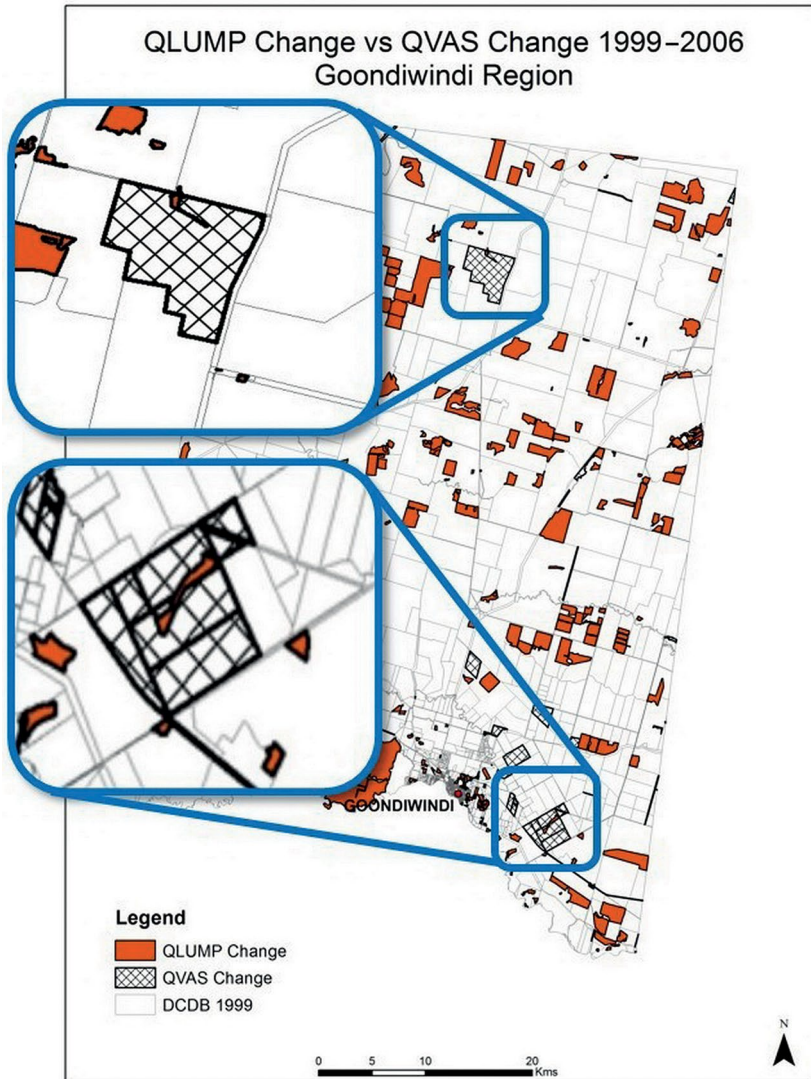 QLUMP Change vs QVAS Change 1999–2006
Goondiwindi Region
GOONDIWINDI
Legend
QLUMP Change
QVAS Change
DCDB 1999
N
0 5 10 20
Kms